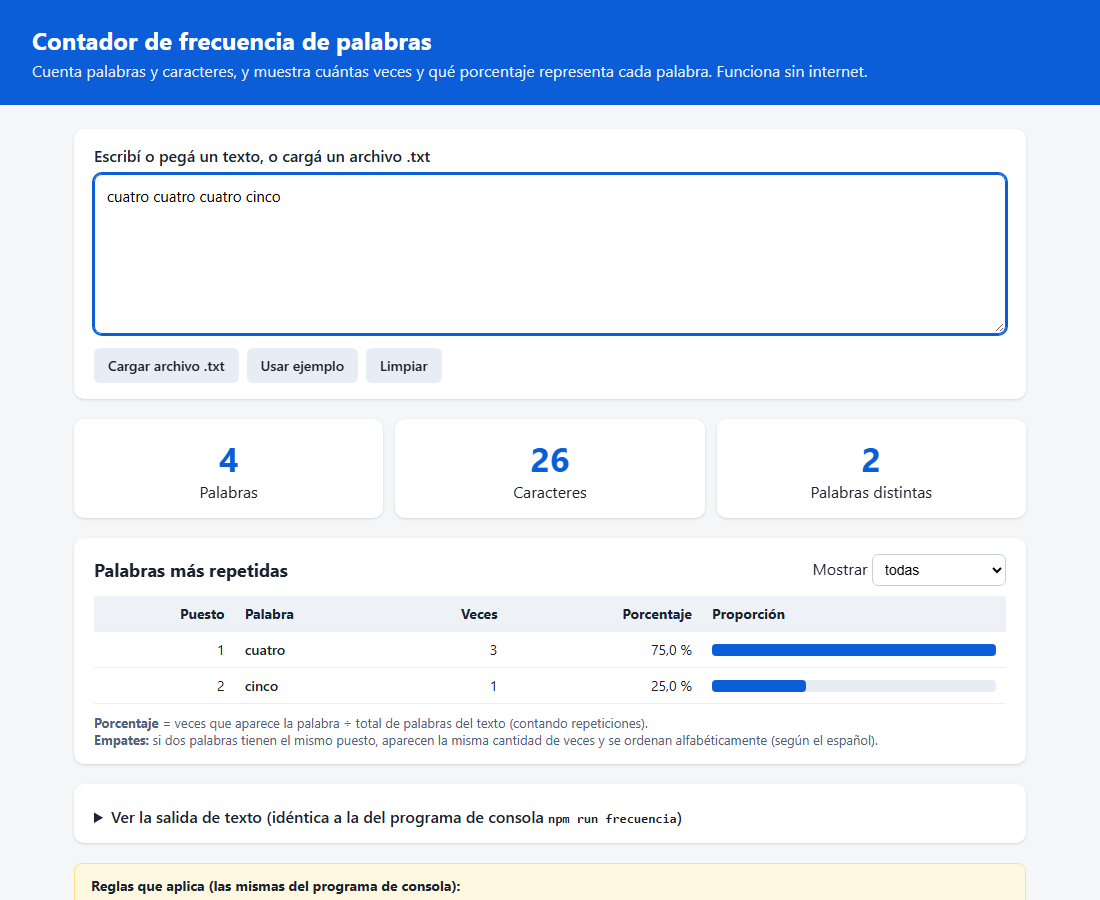 Contador de frecuencia de palabras
Cuenta palabras y caracteres, y muestra cuántas veces y qué porcentaje representa cada palabra. Funciona sin internet.
Escribí o pegá un texto, o cargá un archivo .txt
cuatro cuatro cuatro cinco
Cargar archivo .txt Usar ejemplo Limpiar
4 26 2
Palabras Caracteres Palabras distintas
Palabras más repetidas Mostrar todas
Puesto Palabra Veces Porcentaje Proporción
1 cuatro 3 75,0 %
2 cinco 1 25,0 %
Porcentaje = veces que aparece la palabra ÷ total de palabras del texto (contando repeticiones).
Empates: si dos palabras tienen el mismo puesto, aparecen la misma cantidad de veces y se ordenan alfabéticamente (según el español).
Ver la salida de texto (idéntica a la del programa de consola npm run frecuencia)
Reglas que aplica (las mismas del programa de consola):